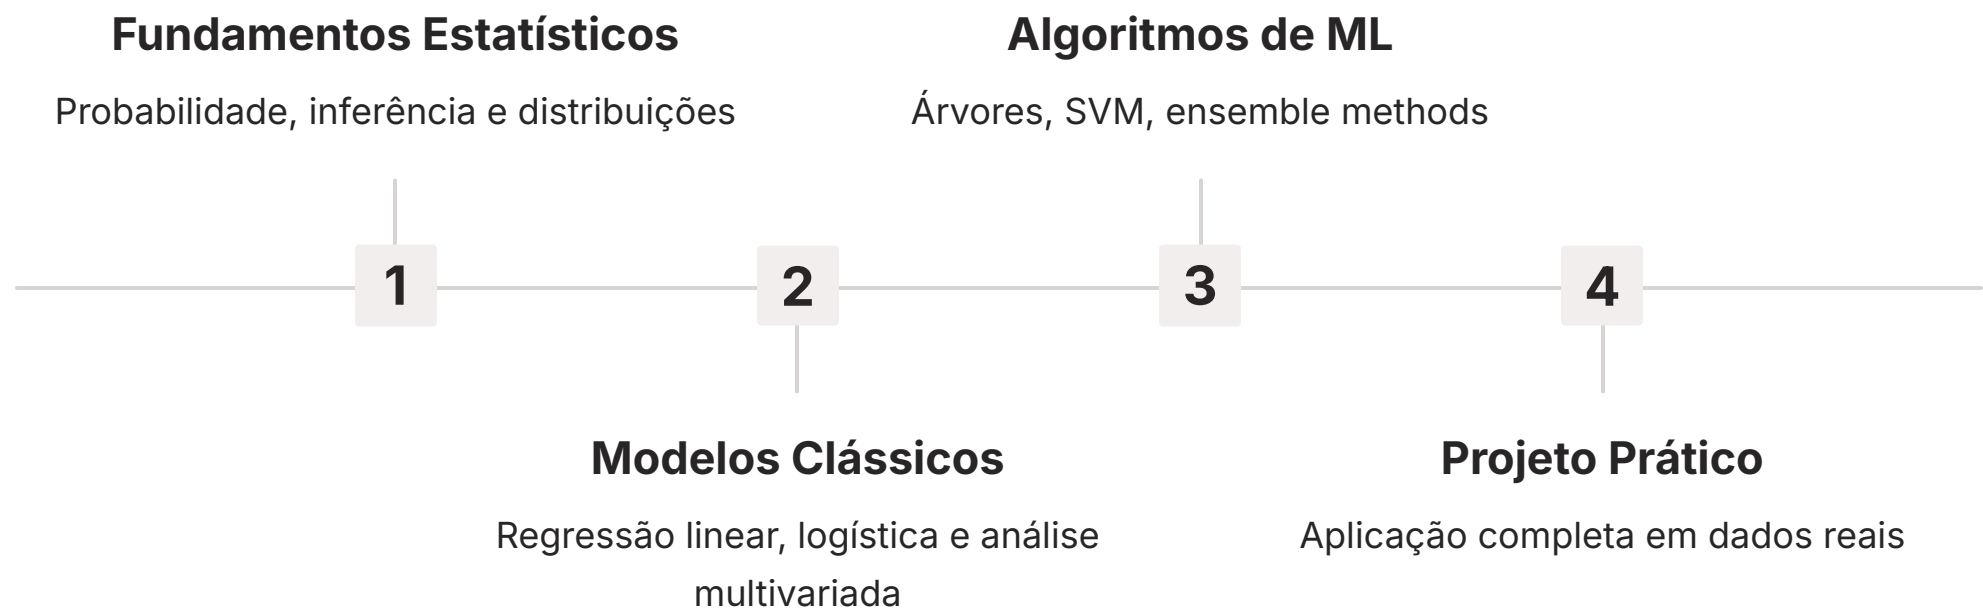 Fundamentos Estatísticos
Probabilidade, inferência e distribuições
1
2
Modelos Clássicos
Regressão linear, logística e análise
multivariada
Algoritmos de ML
Árvores, SVM, ensemble methods
3
4
Projeto Prático
Aplicação completa em dados reais